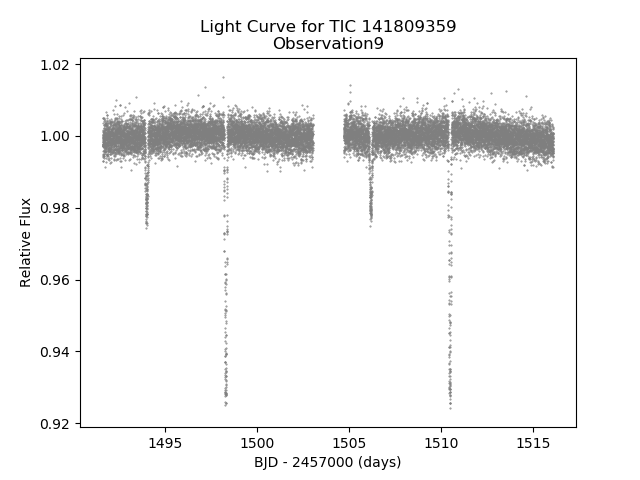 Light Curve for TIC 141809359
Observation9
1.02
1.00
0.98
0.96
0.94
0.92
Relative Flux
1495
1500
1505
1510
1515
BJD - 2457000 (days)